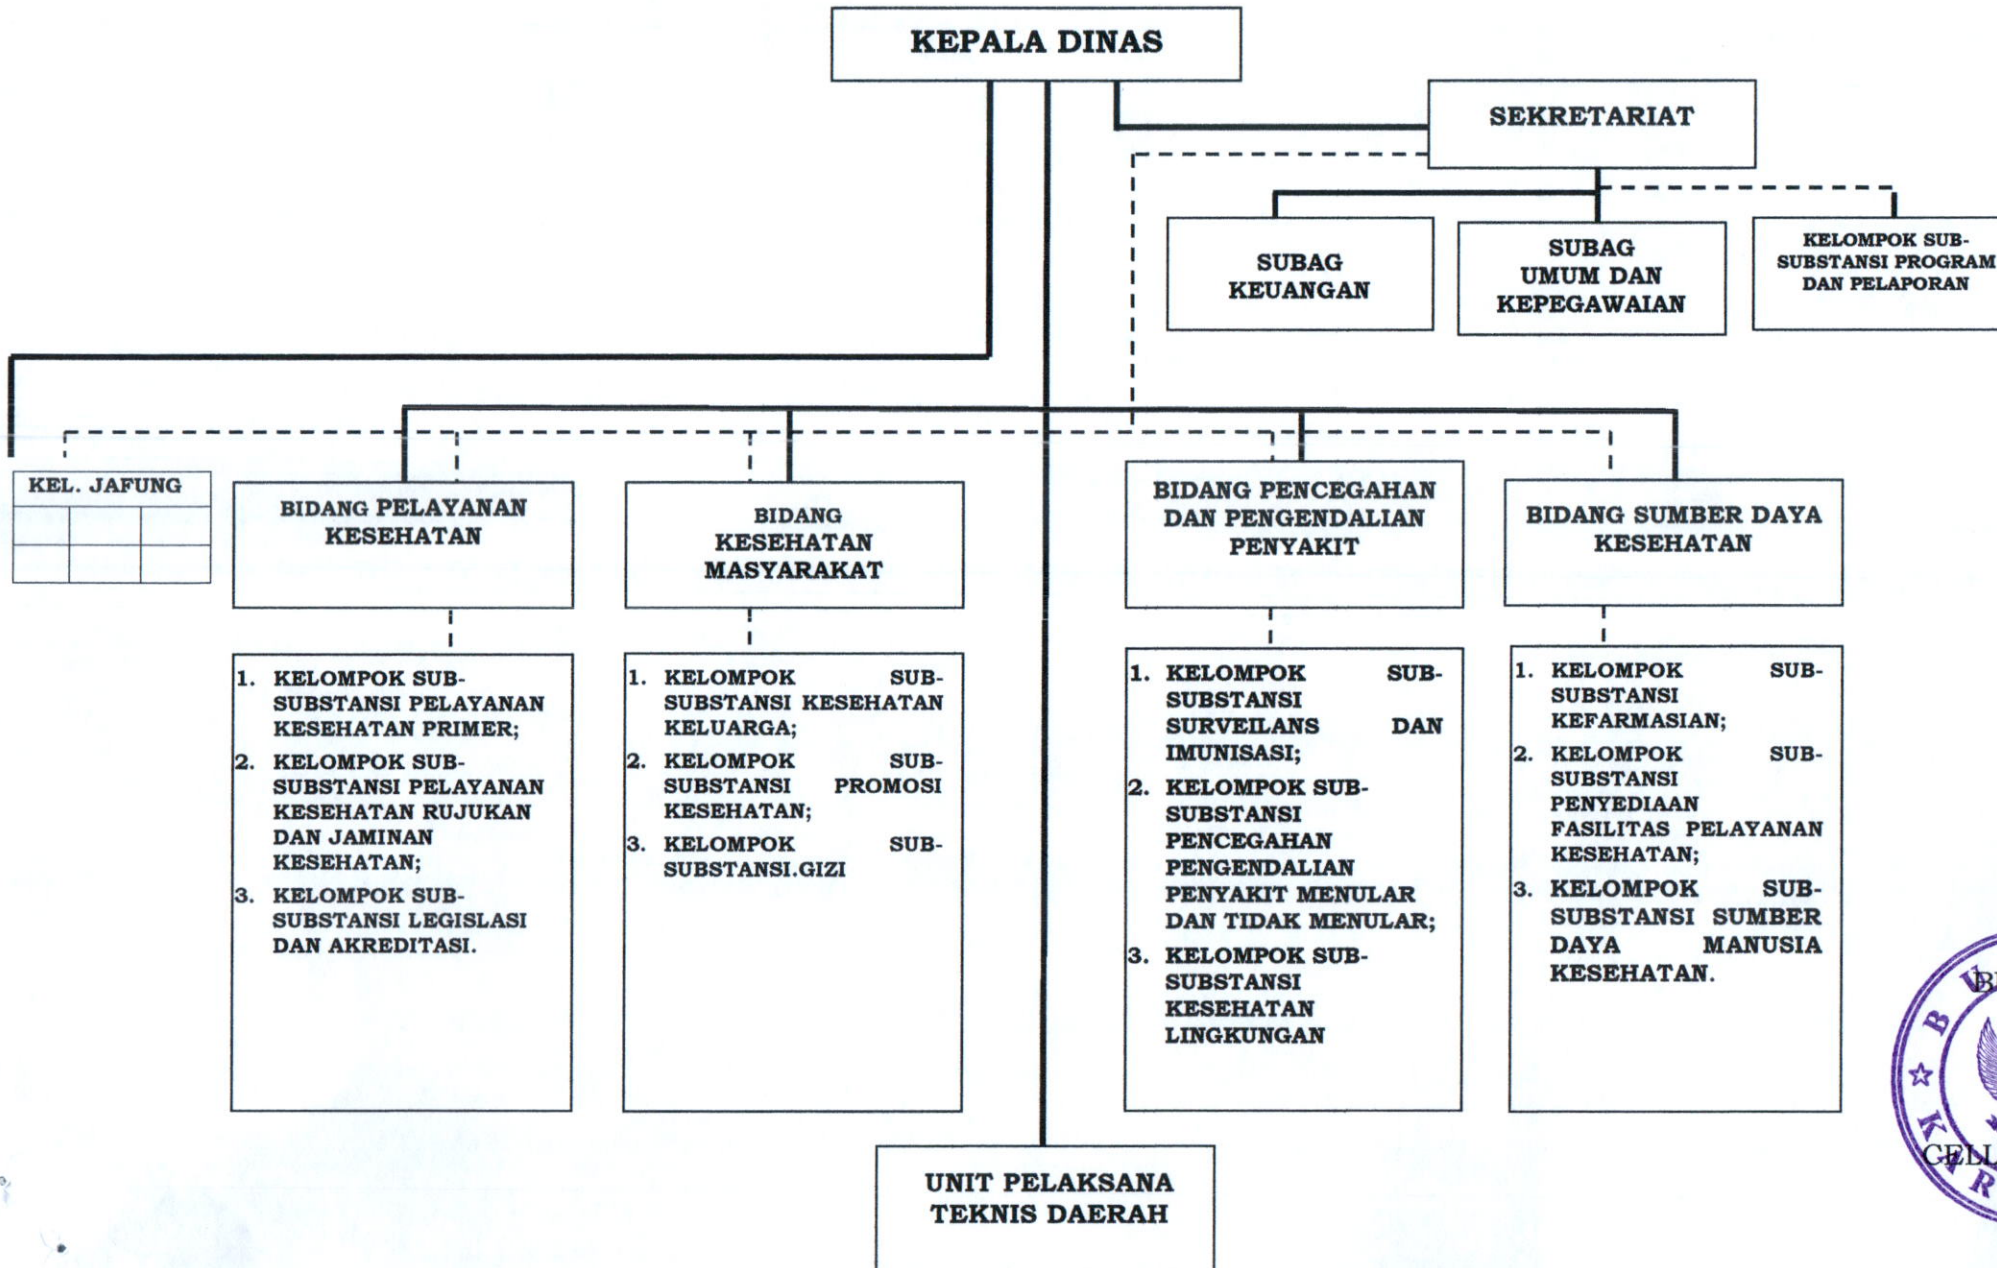 KEPALA DINAS
SEKRETARIAT
SUBAG
KEUANGAN
SUBAG
UMUM DAN
KEPEGAWAIAN
KELOMPOK SUB-
SUBSTANSI PROGRAM
DAN PELAPORAN
KEL. JAFUNG
BIDANG PELAYANAN
KESEHATAN
BIDANG
KESEHATAN
MASYARAKAT
BIDANG PENCEGAHAN
DAN PENGENDALIAN
PENYAKIT
BIDANG SUMBER DAYA
KESEHATAN
1. KELOMPOK SUB-
SUBSTANSI PELAYANAN
KESEHATAN PRIMER;
2. KELOMPOK SUB-
SUBSTANSI PELAYANAN
KESEHATAN RUJUKAN
DAN JAMINAN
KESEHATAN;
3. KELOMPOK SUB-
SUBSTANSI LEGISLASI
DAN AKREDITASI.
1. KELOMPOK SUB-
SUBSTANSI KESEHATAN
KELUARGA;
2. KELOMPOK SUB-
SUBSTANSI PROMOSI
KESEHATAN;
3. KELOMPOK SUB-
SUBSTANSI.GIZI
1. KELOMPOK SUB-
SUBSTANSI
SURVEILANS DAN
IMUNISASI;
2. KELOMPOK SUB-
SUBSTANSI
PENCEGAHAN
PENGENDALIAN
PENYAKIT MENULAR
DAN TIDAK MENULAR;
3. KELOMPOK SUB-
SUBSTANSI
KESEHATAN
LINGKUNGAN
1. KELOMPOK SUB-
SUBSTANSI
KEFARMASIAN;
2. KELOMPOK SUB-
SUBSTANSI
PENYEDIAAN
FASILITAS PELAYANAN
KESEHATAN;
3. KELOMPOK SUB-
SUBSTANSI SUMBER
DAYA MANUSIA
KESEHATAN.
UNIT PELAKSANA
TEKNIS DAERAH